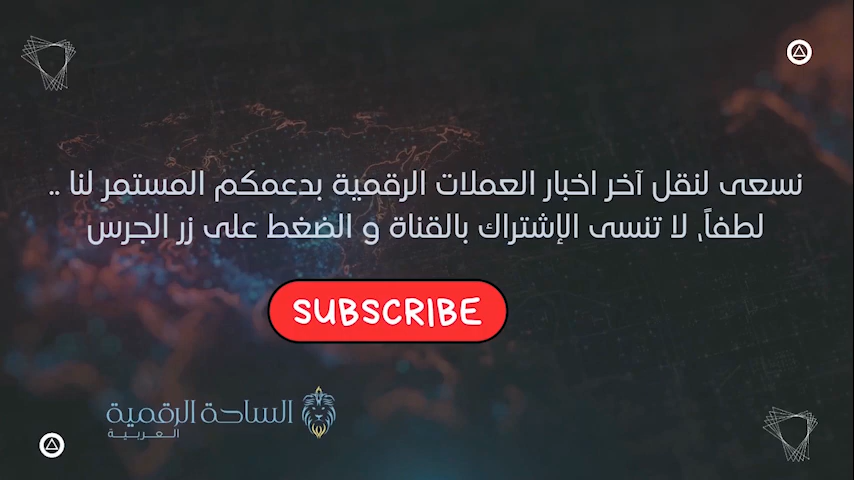 نسعى لنقل آخر اخبار العملات الرقمية بدعمكم المستمر لنا ..
لطفاً، لا تنسى الإشتراك بالقناة و الضغط على زر الجرس
SUBSCRIBE
الساحة الرقمية
العربية